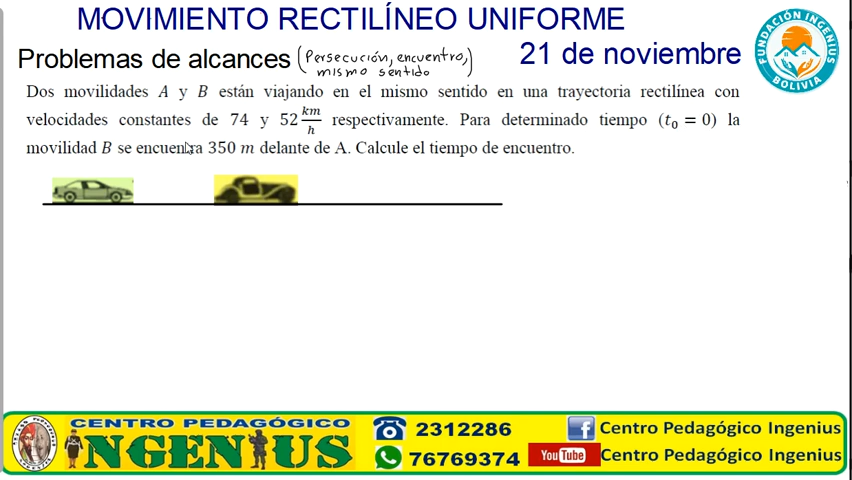 MOVIMIENTO RECTILÍNEO UNIFORME
Problemas de alcances (Persecución, encuentro, mismo sentido) 21 de noviembre
Dos movilidades A y B están viajando en el mismo sentido en una trayectoria rectilínea con
velocidades constantes de 74 y 52 km/h respectivamente. Para determinado tiempo (t₀ = 0) la
movilidad B se encuentra 350 m delante de A. Calcule el tiempo de encuentro.
FUNDACIÓN INGENIUS
BOLIVIA
CENTRO PEDAGÓGICO
INGENIUS
2312286
76769374
Centro Pedagógico Ingenius
YouTube Centro Pedagógico Ingenius